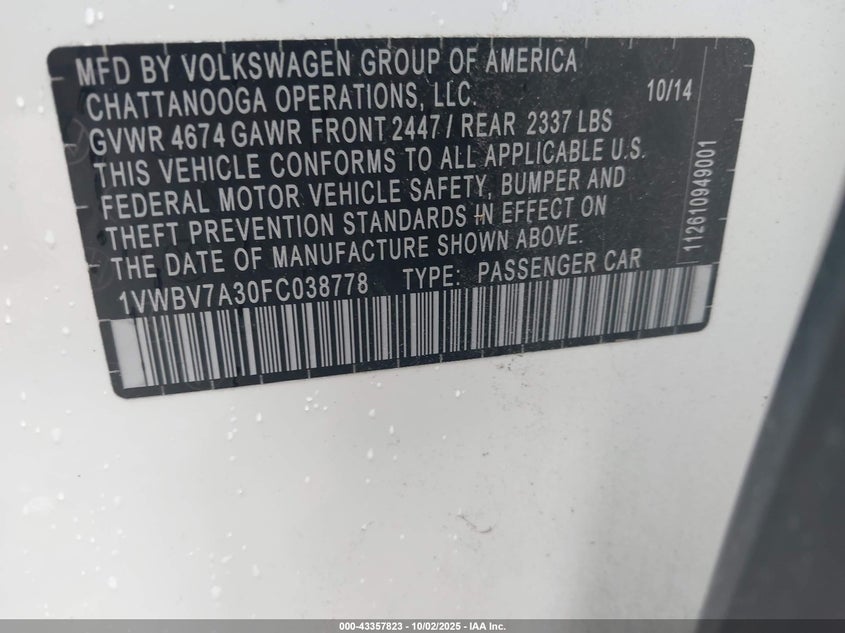 MFD BY VOLKSWAGEN GROUP OF AMERICA
CHATTANOOGA OPERATIONS, LLC. 10/14
GVWR 4674 GAWR FRONT 2447 / REAR 2337 LBS
THIS VEHICLE CONFORMS TO ALL APPLICABLE U.S.
FEDERAL MOTOR VEHICLE SAFETY, BUMPER AND
THEFT PREVENTION STANDARDS IN EFFECT ON
THE DATE OF MANUFACTURE SHOWN ABOVE.
1VWBV7A30FC038778 TYPE: PASSENGER CAR
112610949001
000-43357823 - 10/02/2025 - IAA Inc.